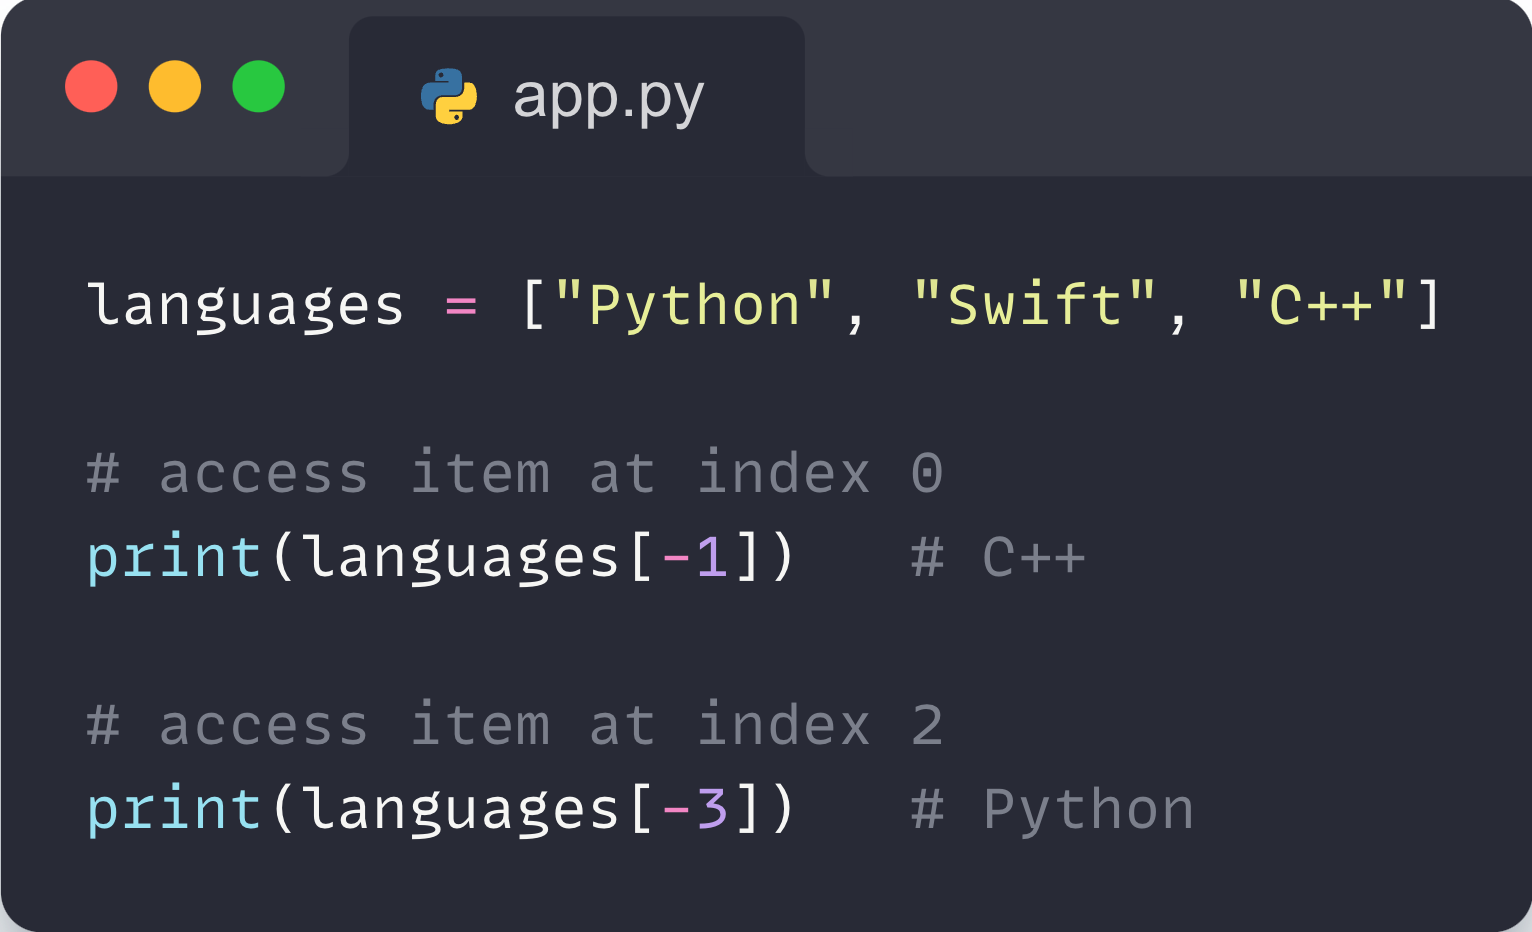 app.py
languages = ["Python", "Swift", "C++"]
# access item at index 0
print(languages[-1])   # C++
# access item at index 2
print(languages[-3])   # Python